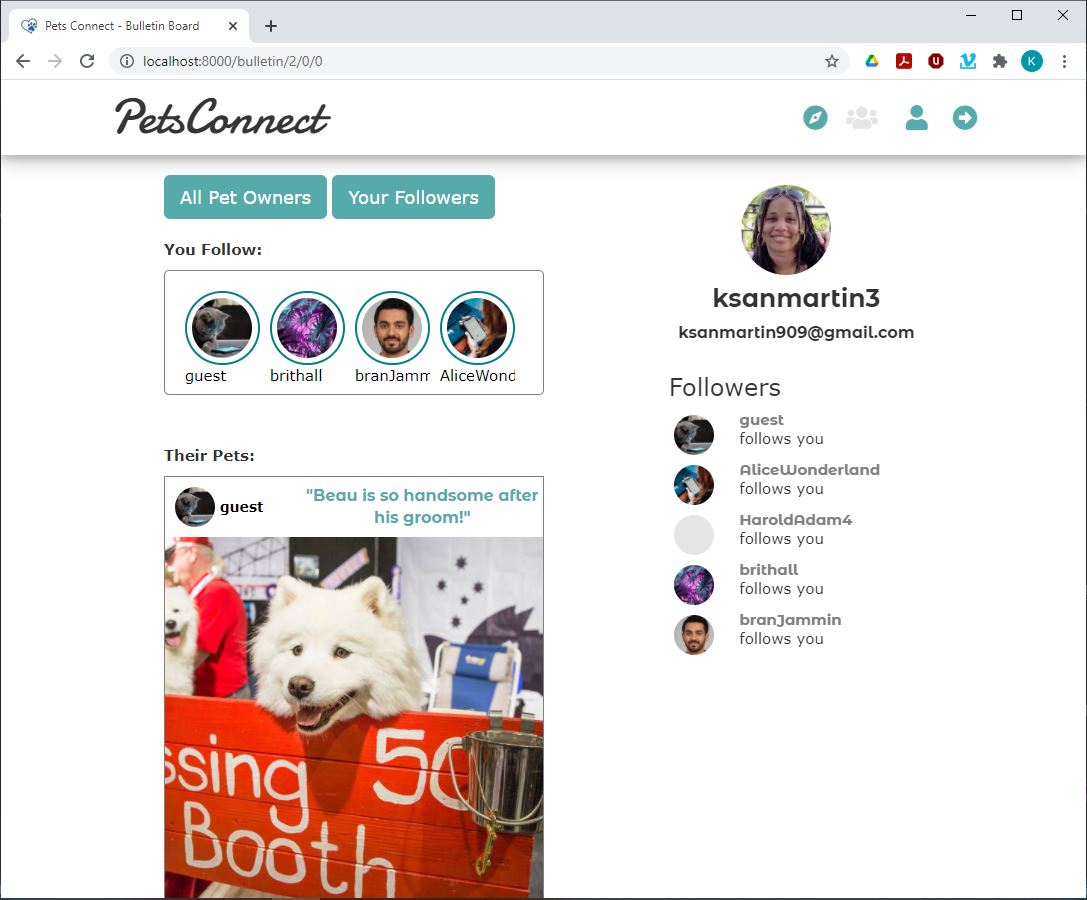 Pets Connect - Bulletin Board
localhost:8000/bulletin/2/0/0
K
PetsConnect
All Pet Owners
Your Followers
You Follow:
guest
brithall
branJamm
AliceWond
Their Pets:
guest
"Beau is so handsome after
his groom!"
ssing 50
Booth
ksanmartin3
ksanmartin909@gmail.com
Followers
guest
follows you
AliceWonderland
follows you
HaroldAdam4
follows you
brithall
follows you
branJammin
follows you